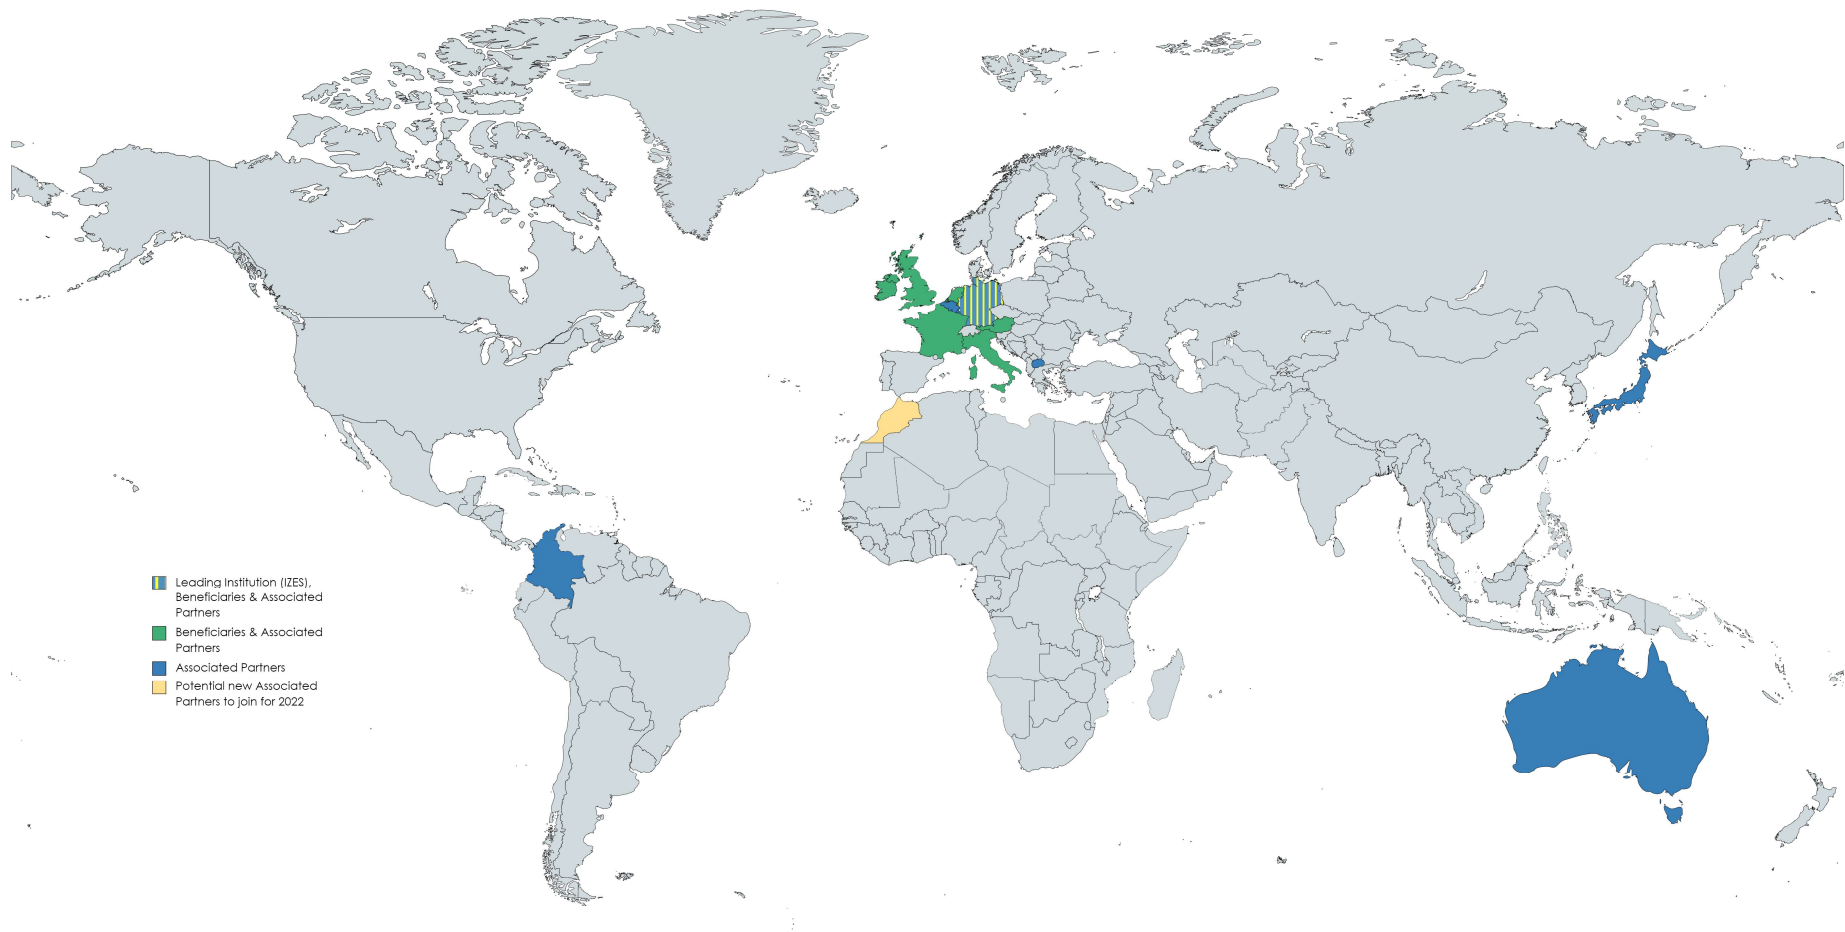 Leading Institution (IZES),
Beneficiaries & Associated
Partners
Beneficiaries & Associated
Partners
Associated Partners
Potential new Associated
Partners to join for 2022